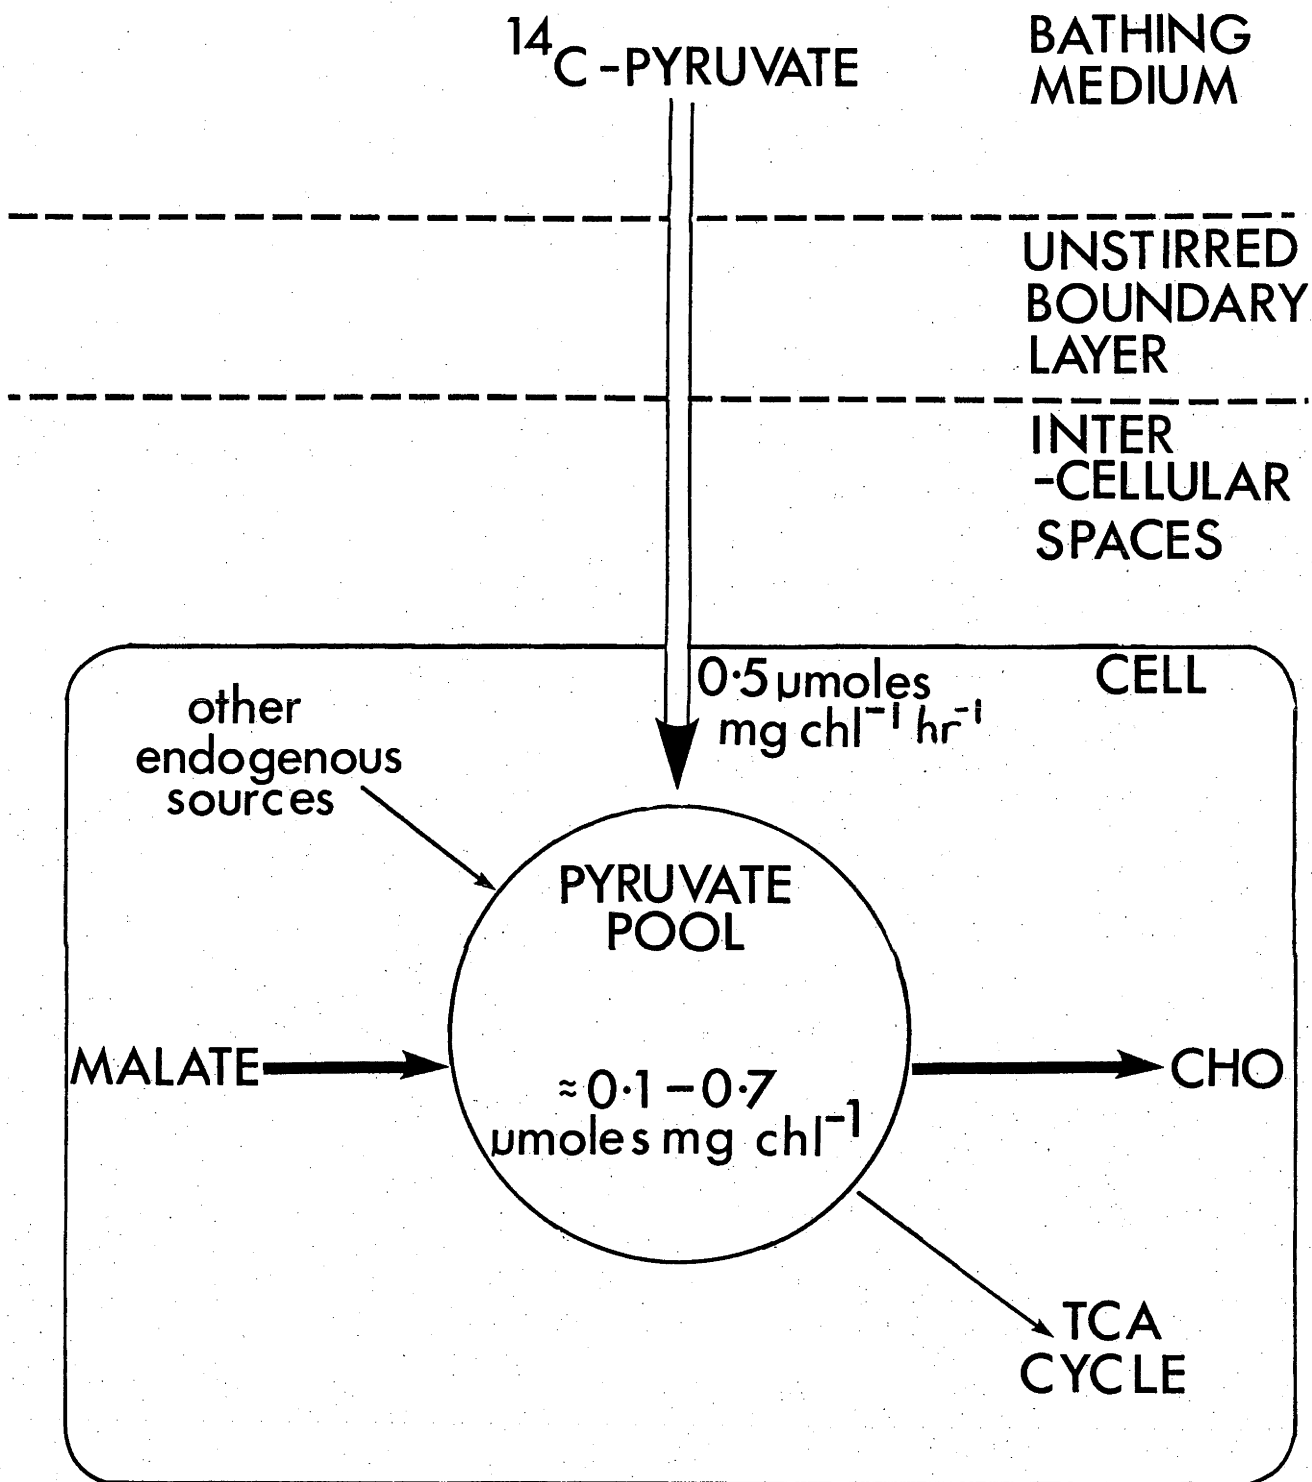 ¹⁴C-PYRUVATE
BATHING
MEDIUM
UNSTIRRED
BOUNDARY
LAYER
INTER
-CELLULAR
SPACES
CELL
0·5 μmoles
mg chl⁻¹ hr⁻¹
other
endogenous
sources
PYRUVATE
POOL
≈0·1–0·7
μmoles mg chl⁻¹
MALATE
CHO
TCA
CYCLE